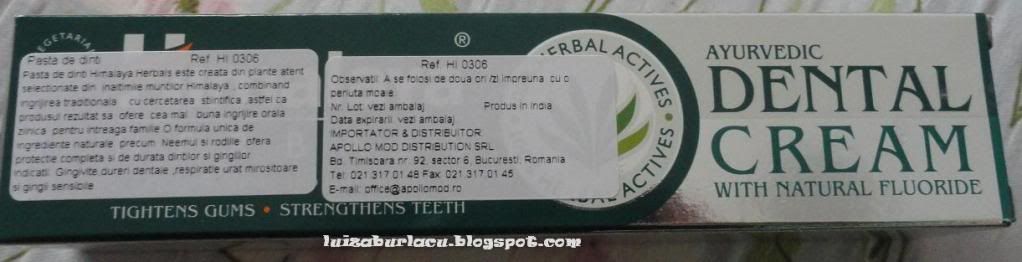 VEGETARIAN
®
Pasta de dinti Ref. HI 0306
Pasta de dinti Himalaya Herbals este creata din plante atent
selectionate din inaltimile muntilor Himalaya , combinand
ingrijirea traditionala cu cercetarea stiintifica ,astfel ca
produsul rezultat sa ofere cea mai buna ingrijire orala
zilnica pentru intreaga familie O formula unica de
ingrediente naturale precum Neemul si rodiile ofera
protectie completa si de durata dintilor si gingiilor
Indicatii: Gingivite,dureri dentale ,respiratie urat mirositoare
si gingii sensibile
Ref. HI 0306
Observatii: A se folosi de doua ori /zi impreuna cu o
periuta moale.
Nr. Lot vezi ambalaj Produs in India
Data expirarii vezi ambalaj
IMPORTATOR & DISTRIBUITOR:
APOLLO MOD DISTRIBUTION SRL
Bd. Timisoara nr. 92, sector 6, Bucuresti, Romania
Tel: 021 317 01 48 Fax: 021 317 01 45
E-mail: office@apollomod.ro
HERBAL ACTIVES
HERBAL ACTIVES
AYURVEDIC
DENTAL
CREAM
WITH NATURAL FLUORIDE
TIGHTENS GUMS • STRENGTHENS TEETH
luizaburlacu.blogspot.com